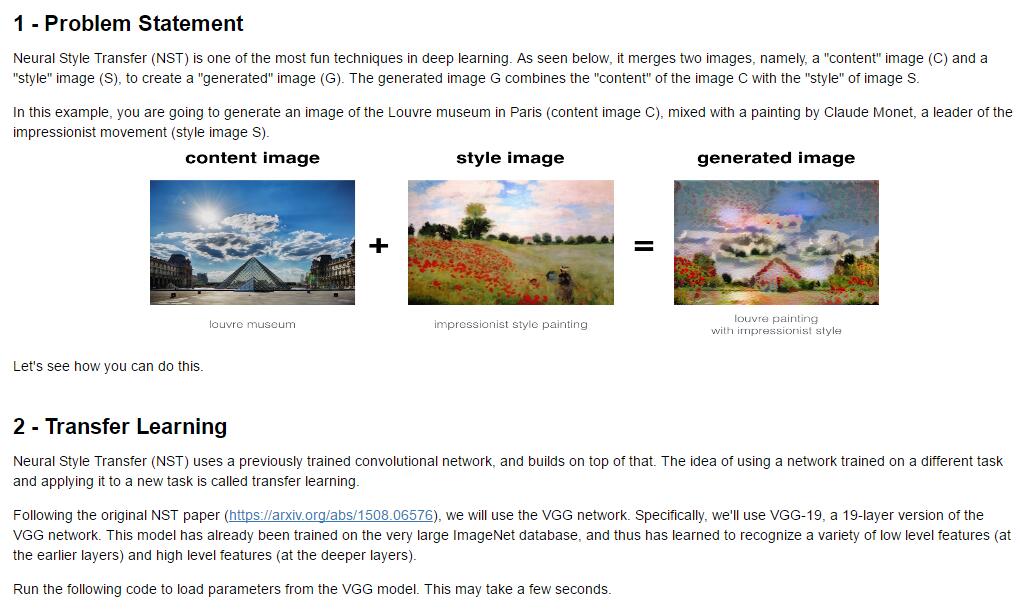 1 - Problem Statement
Neural Style Transfer (NST) is one of the most fun techniques in deep learning. As seen below, it merges two images, namely, a "content" image (C) and a
"style" image (S), to create a "generated" image (G). The generated image G combines the "content" of the image C with the "style" of image S.
In this example, you are going to generate an image of the Louvre museum in Paris (content image C), mixed with a painting by Claude Monet, a leader of the
impressionist movement (style image S).
content image style image generated image
+ =
louvre museum impressionist style painting louvre painting
with impressionist style
Let's see how you can do this.
2 - Transfer Learning
Neural Style Transfer (NST) uses a previously trained convolutional network, and builds on top of that. The idea of using a network trained on a different task
and applying it to a new task is called transfer learning.
Following the original NST paper (https://arxiv.org/abs/1508.06576), we will use the VGG network. Specifically, we'll use VGG-19, a 19-layer version of the
VGG network. This model has already been trained on the very large ImageNet database, and thus has learned to recognize a variety of low level features (at
the earlier layers) and high level features (at the deeper layers).
Run the following code to load parameters from the VGG model. This may take a few seconds.